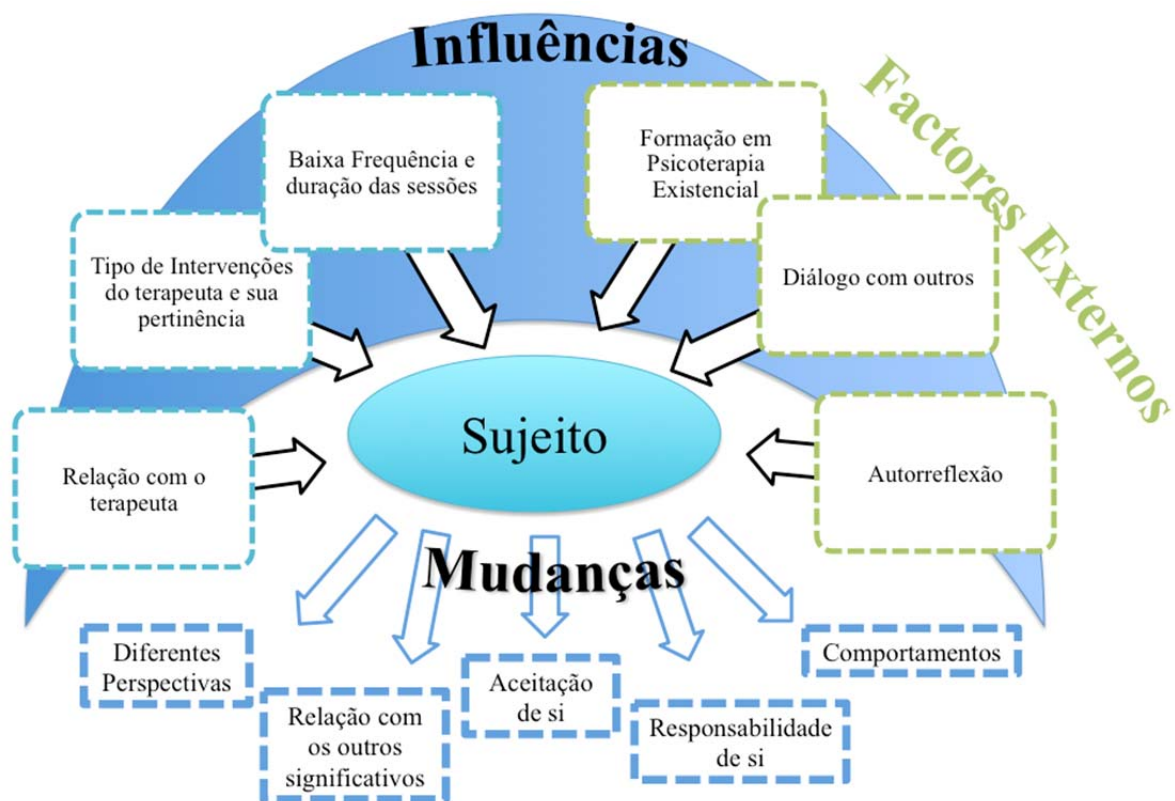 Influências
Factores Externos
Baixa Frequência e
duração das sessões
Formação em
Psicoterapia
Existencial
Tipo de Intervenções
do terapeuta e sua
pertinência
Diálogo com outros
Relação com o
terapeuta
Sujeito
Autorreflexão
Mudanças
Diferentes
Perspectivas
Relação com
os outros
significativos
Aceitação
de si
Responsabilidade
de si
Comportamentos